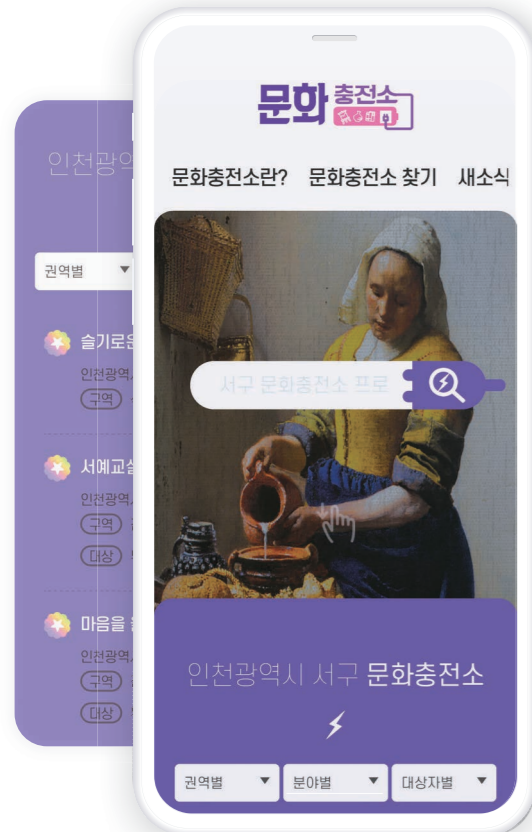 문화충전소
문화충전소란? 문화충전소 찾기 새소식
서구 문화충전소 프로
인천광역시 서구 문화충전소
권역별 분야별 대상자별
인천광역
권역별
슬기로운
인천광역시
구역
서예교실
인천광역시
구역
대상
마음을
인천광역
구역
대상